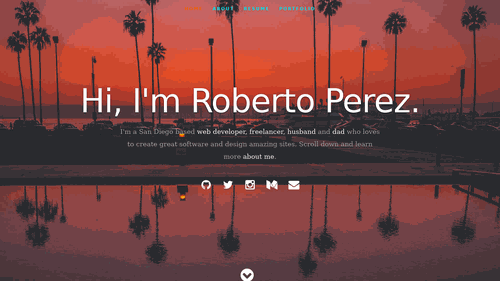 ABOUT RESUME PORTFOLIO
Hi, I'm Roberto Perez.
I'm a San Diego based web developer, freelancer, husband and dad who loves
to create great software and design amazing sites. Scroll down and learn
more about me.